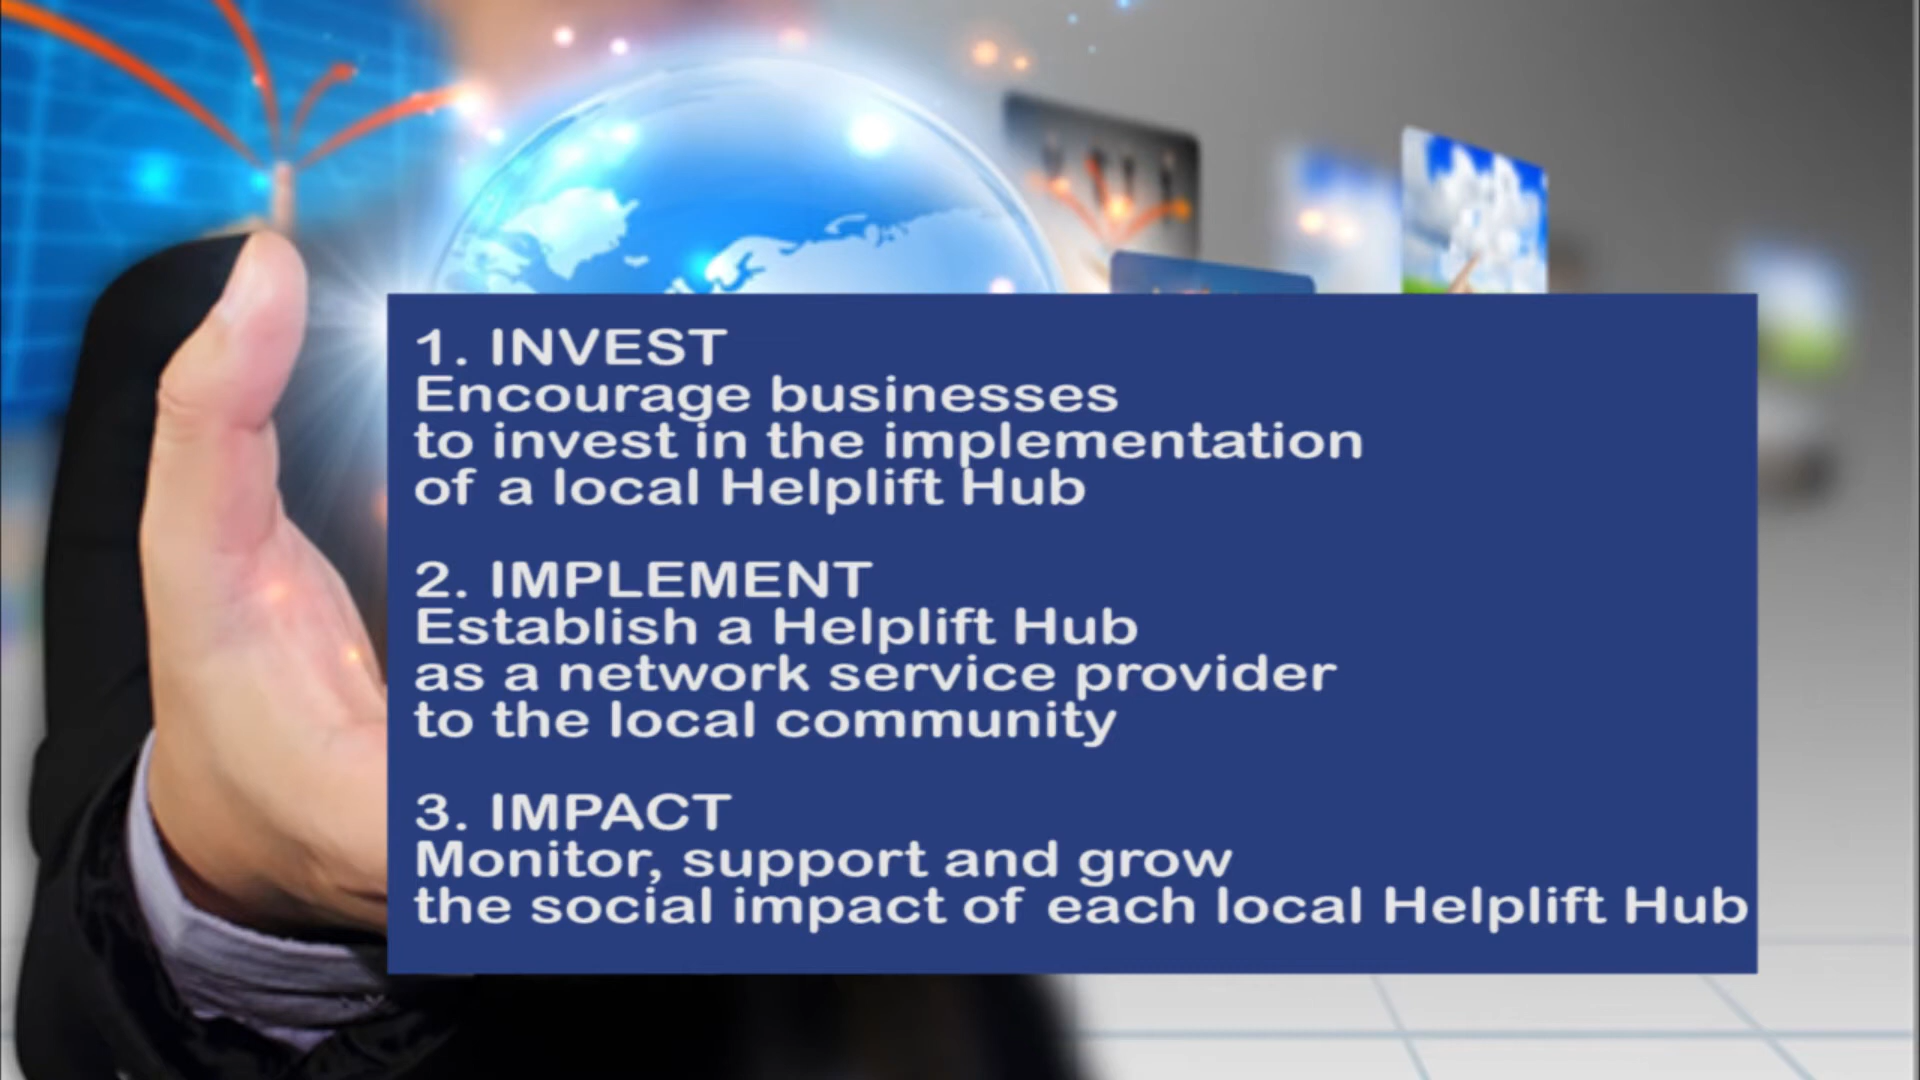 1. INVEST
Encourage businesses
to invest in the implementation
of a local Helplift Hub
2. IMPLEMENT
Establish a Helplift Hub
as a network service provider
to the local community
3. IMPACT
Monitor, support and grow
the social impact of each local Helplift Hub